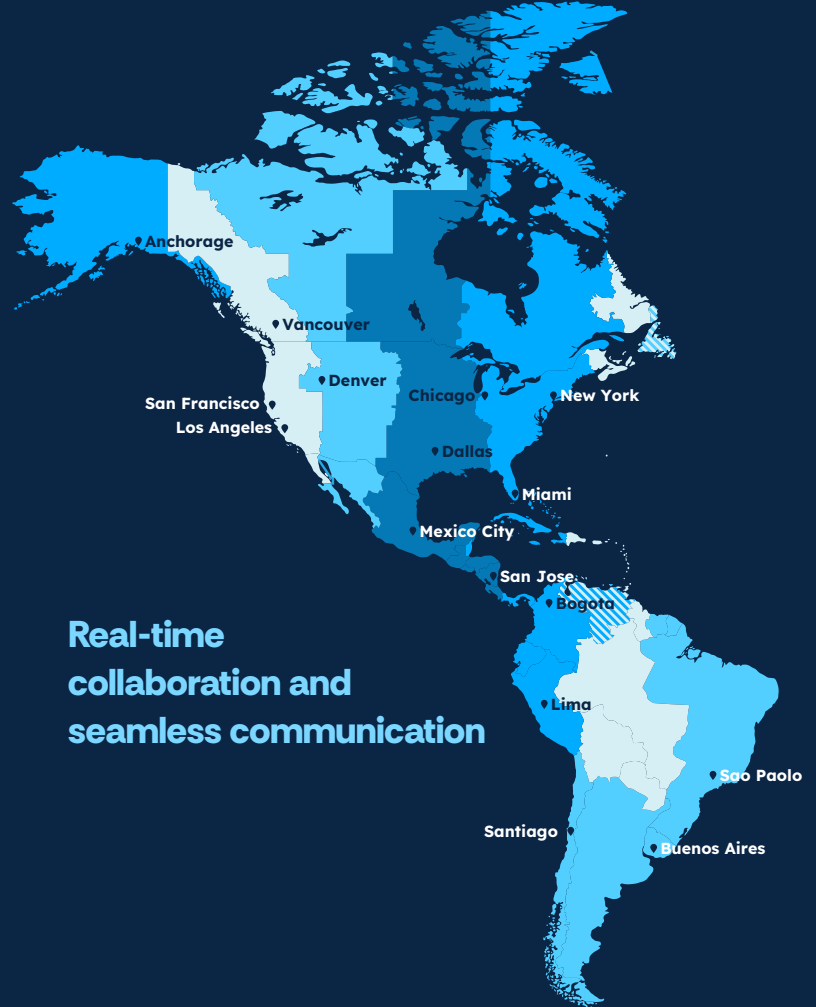 Anchorage
Vancouver
Denver
San Francisco
Chicago
New York
Los Angeles
Dallas
Miami
Mexico City
San Jose
Bogota
Real-time
collaboration and
seamless communication
Lima
Sao Paolo
Santiago
Buenos Aires